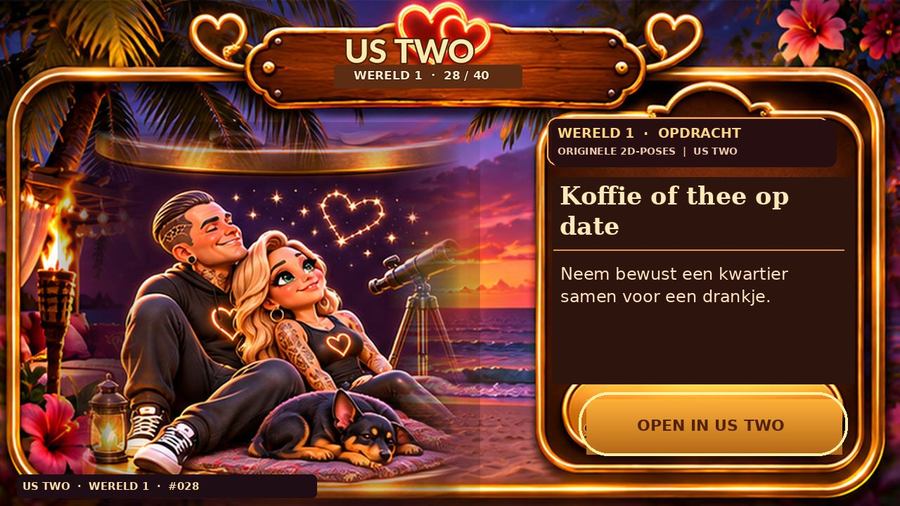 US TWO
WERELD 1 · 28 / 40
WERELD 1 · OPDRACHT
ORIGINELE 2D-POSES | US TWO
Koffie of thee op
date
Neem bewust een kwartier
samen voor een drankje.
OPEN IN US TWO
US TWO · WERELD 1 · #028